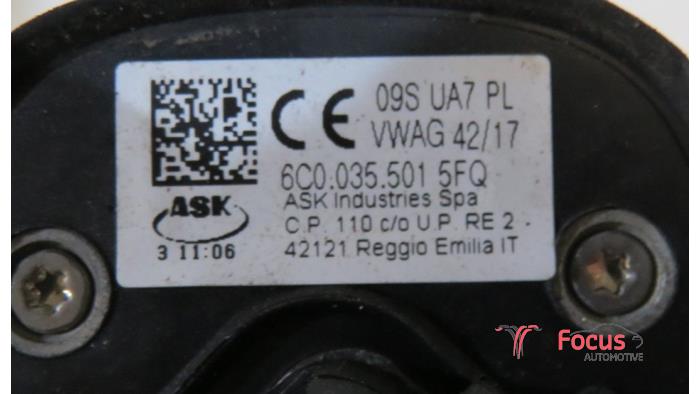 CE
09S UA7 PL
VWAG 42/17
6C0.035.501 5FQ
ASK
3 11:06
ASK Industries Spa
C.P. 110 c/o U.P. RE 2 -
42121 Reggio Emilia IT
Focus
AUTOMOTIVE